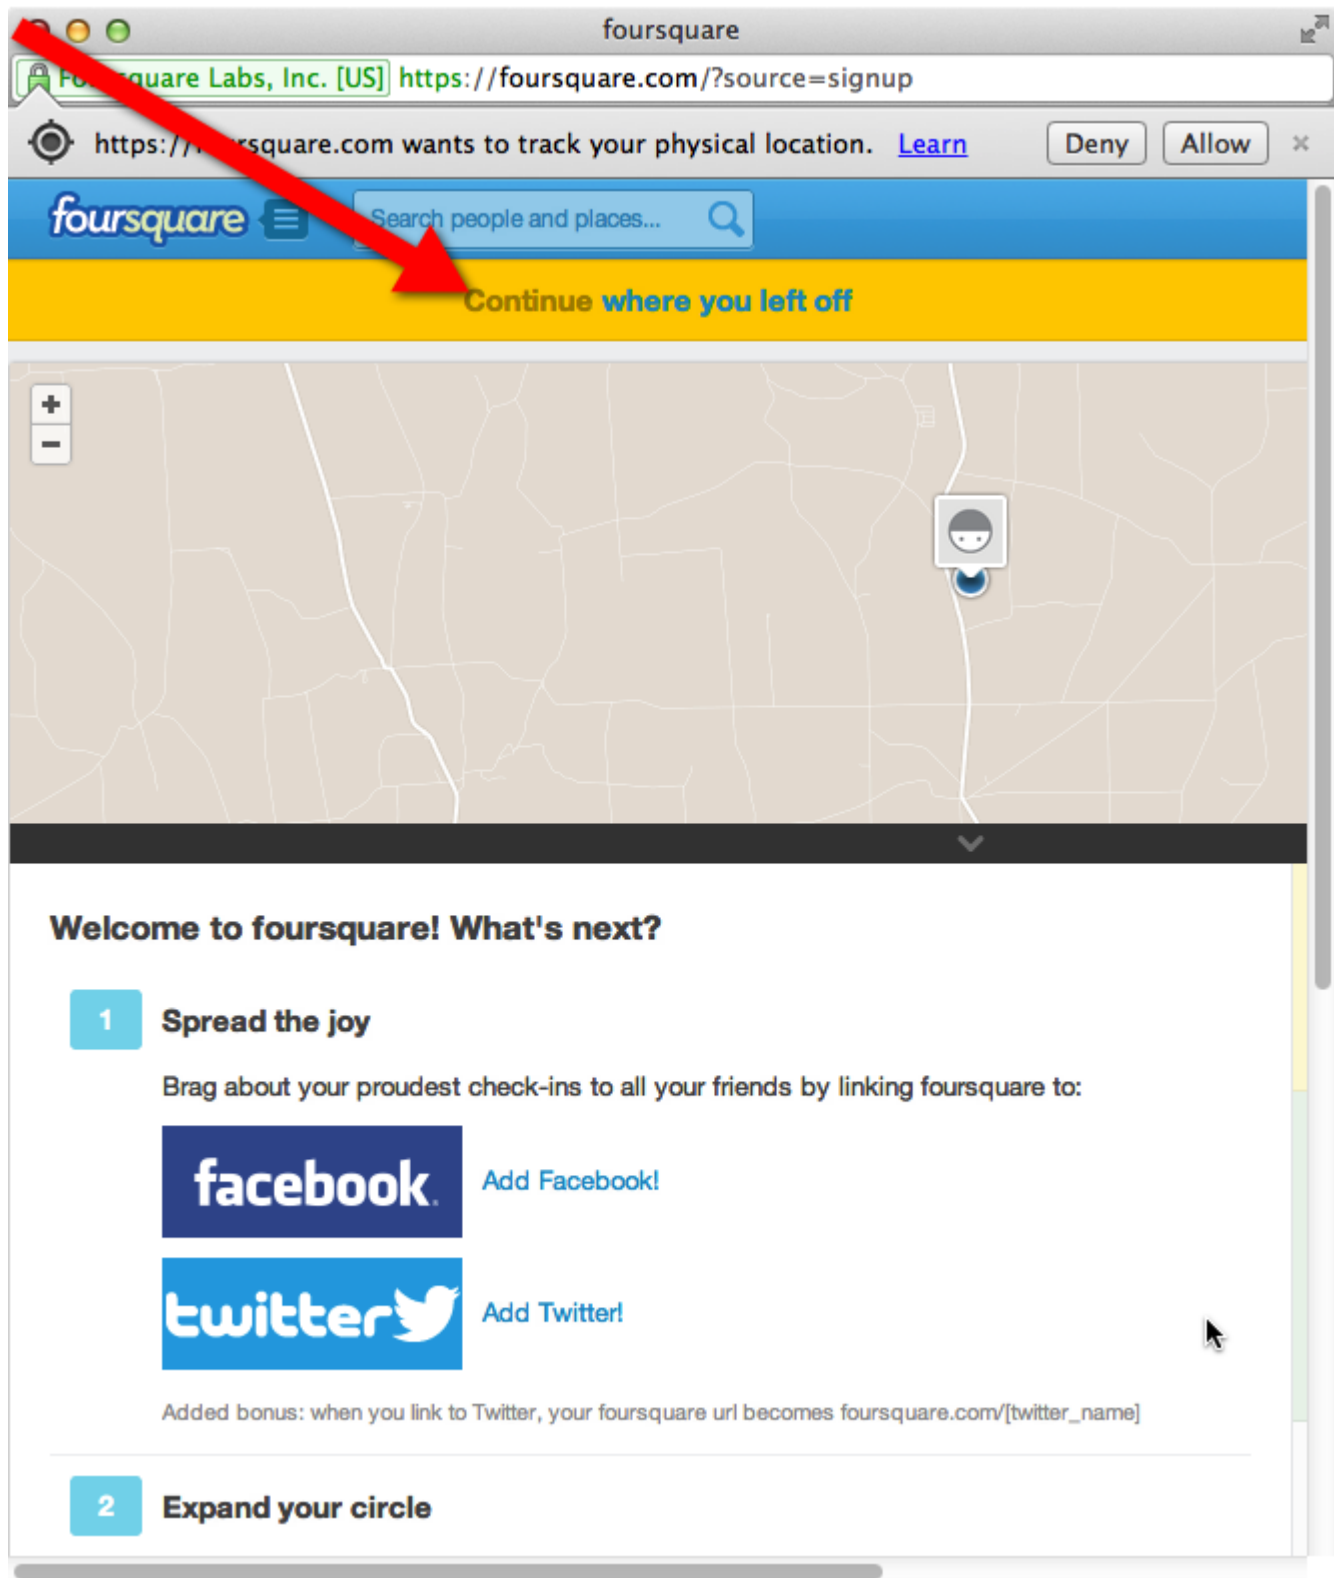 foursquare
Foursquare Labs, Inc. [US] https://foursquare.com/?source=signup
https://foursquare.com wants to track your physical location. Learn Deny Allow
foursquare Search people and places...
Continue where you left off
Welcome to foursquare! What's next?
1 Spread the joy
Brag about your proudest check-ins to all your friends by linking foursquare to:
facebook. Add Facebook!
twitter Add Twitter!
Added bonus: when you link to Twitter, your foursquare url becomes foursquare.com/[twitter_name]
2 Expand your circle